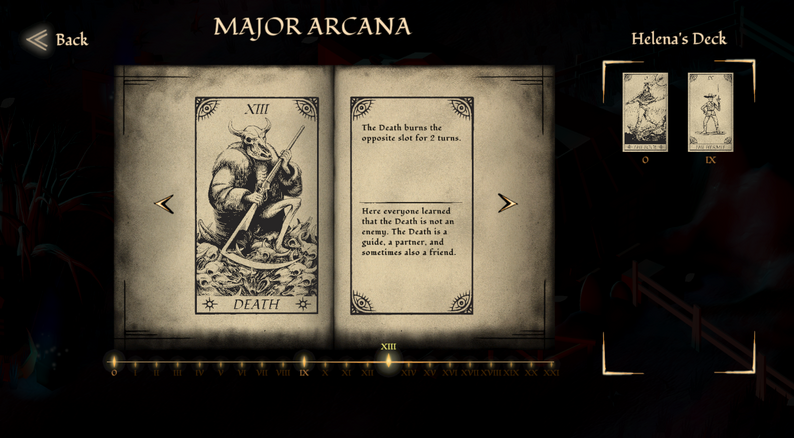 Back
MAJOR ARCANA
Helena's Deck
XIII
DEATH
The Death burns the
opposite slot for 2 turns.
Here everyone learned
that the Death is not an
enemy. The Death is a
guide, a partner, and
sometimes also a friend.
O
IX
XIII
O I II III IV V VI VII VIII IX X XI XII XIV XV XVI XVII XVIII XIX XX XXI